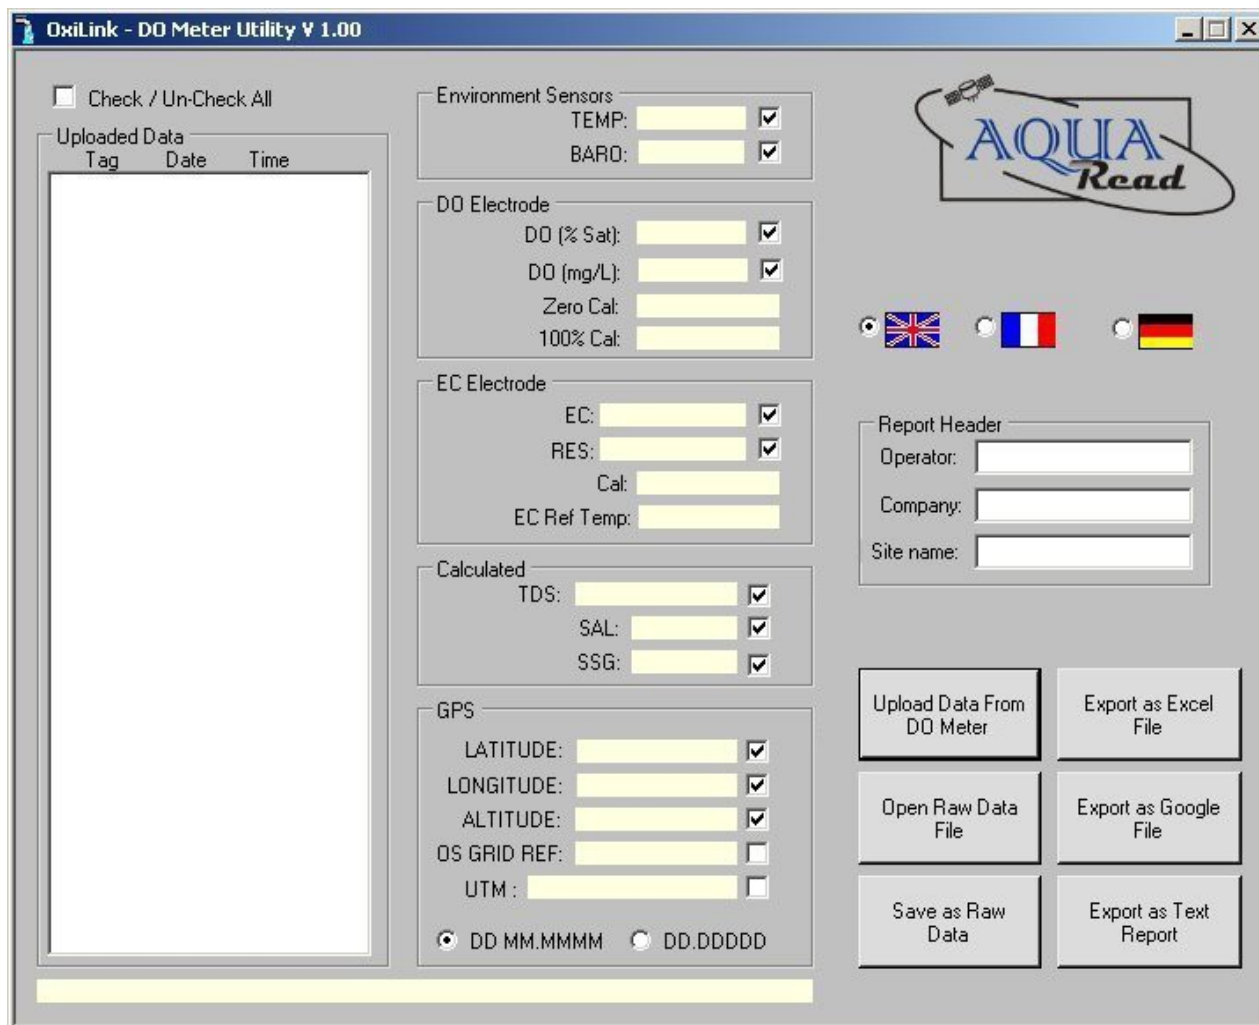 OxiLink - DO Meter Utility V 1.00
Check / Un-Check All
Uploaded Data
Tag Date Time
Environment Sensors
TEMP:
BARO:
DO Electrode
DO (% Sat):
DO (mg/L):
Zero Cal:
100% Cal:
EC Electrode
EC:
RES:
Cal:
EC Ref Temp:
Calculated
TDS:
SAL:
SSG:
GPS
LATITUDE:
LONGITUDE:
ALTITUDE:
OS GRID REF:
UTM :
DD MM.MMMM DD.DDDDD
AQUA
Read
Report Header
Operator:
Company:
Site name:
Upload Data From
DO Meter
Export as Excel
File
Open Raw Data
File
Export as Google
File
Save as Raw
Data
Export as Text
Report